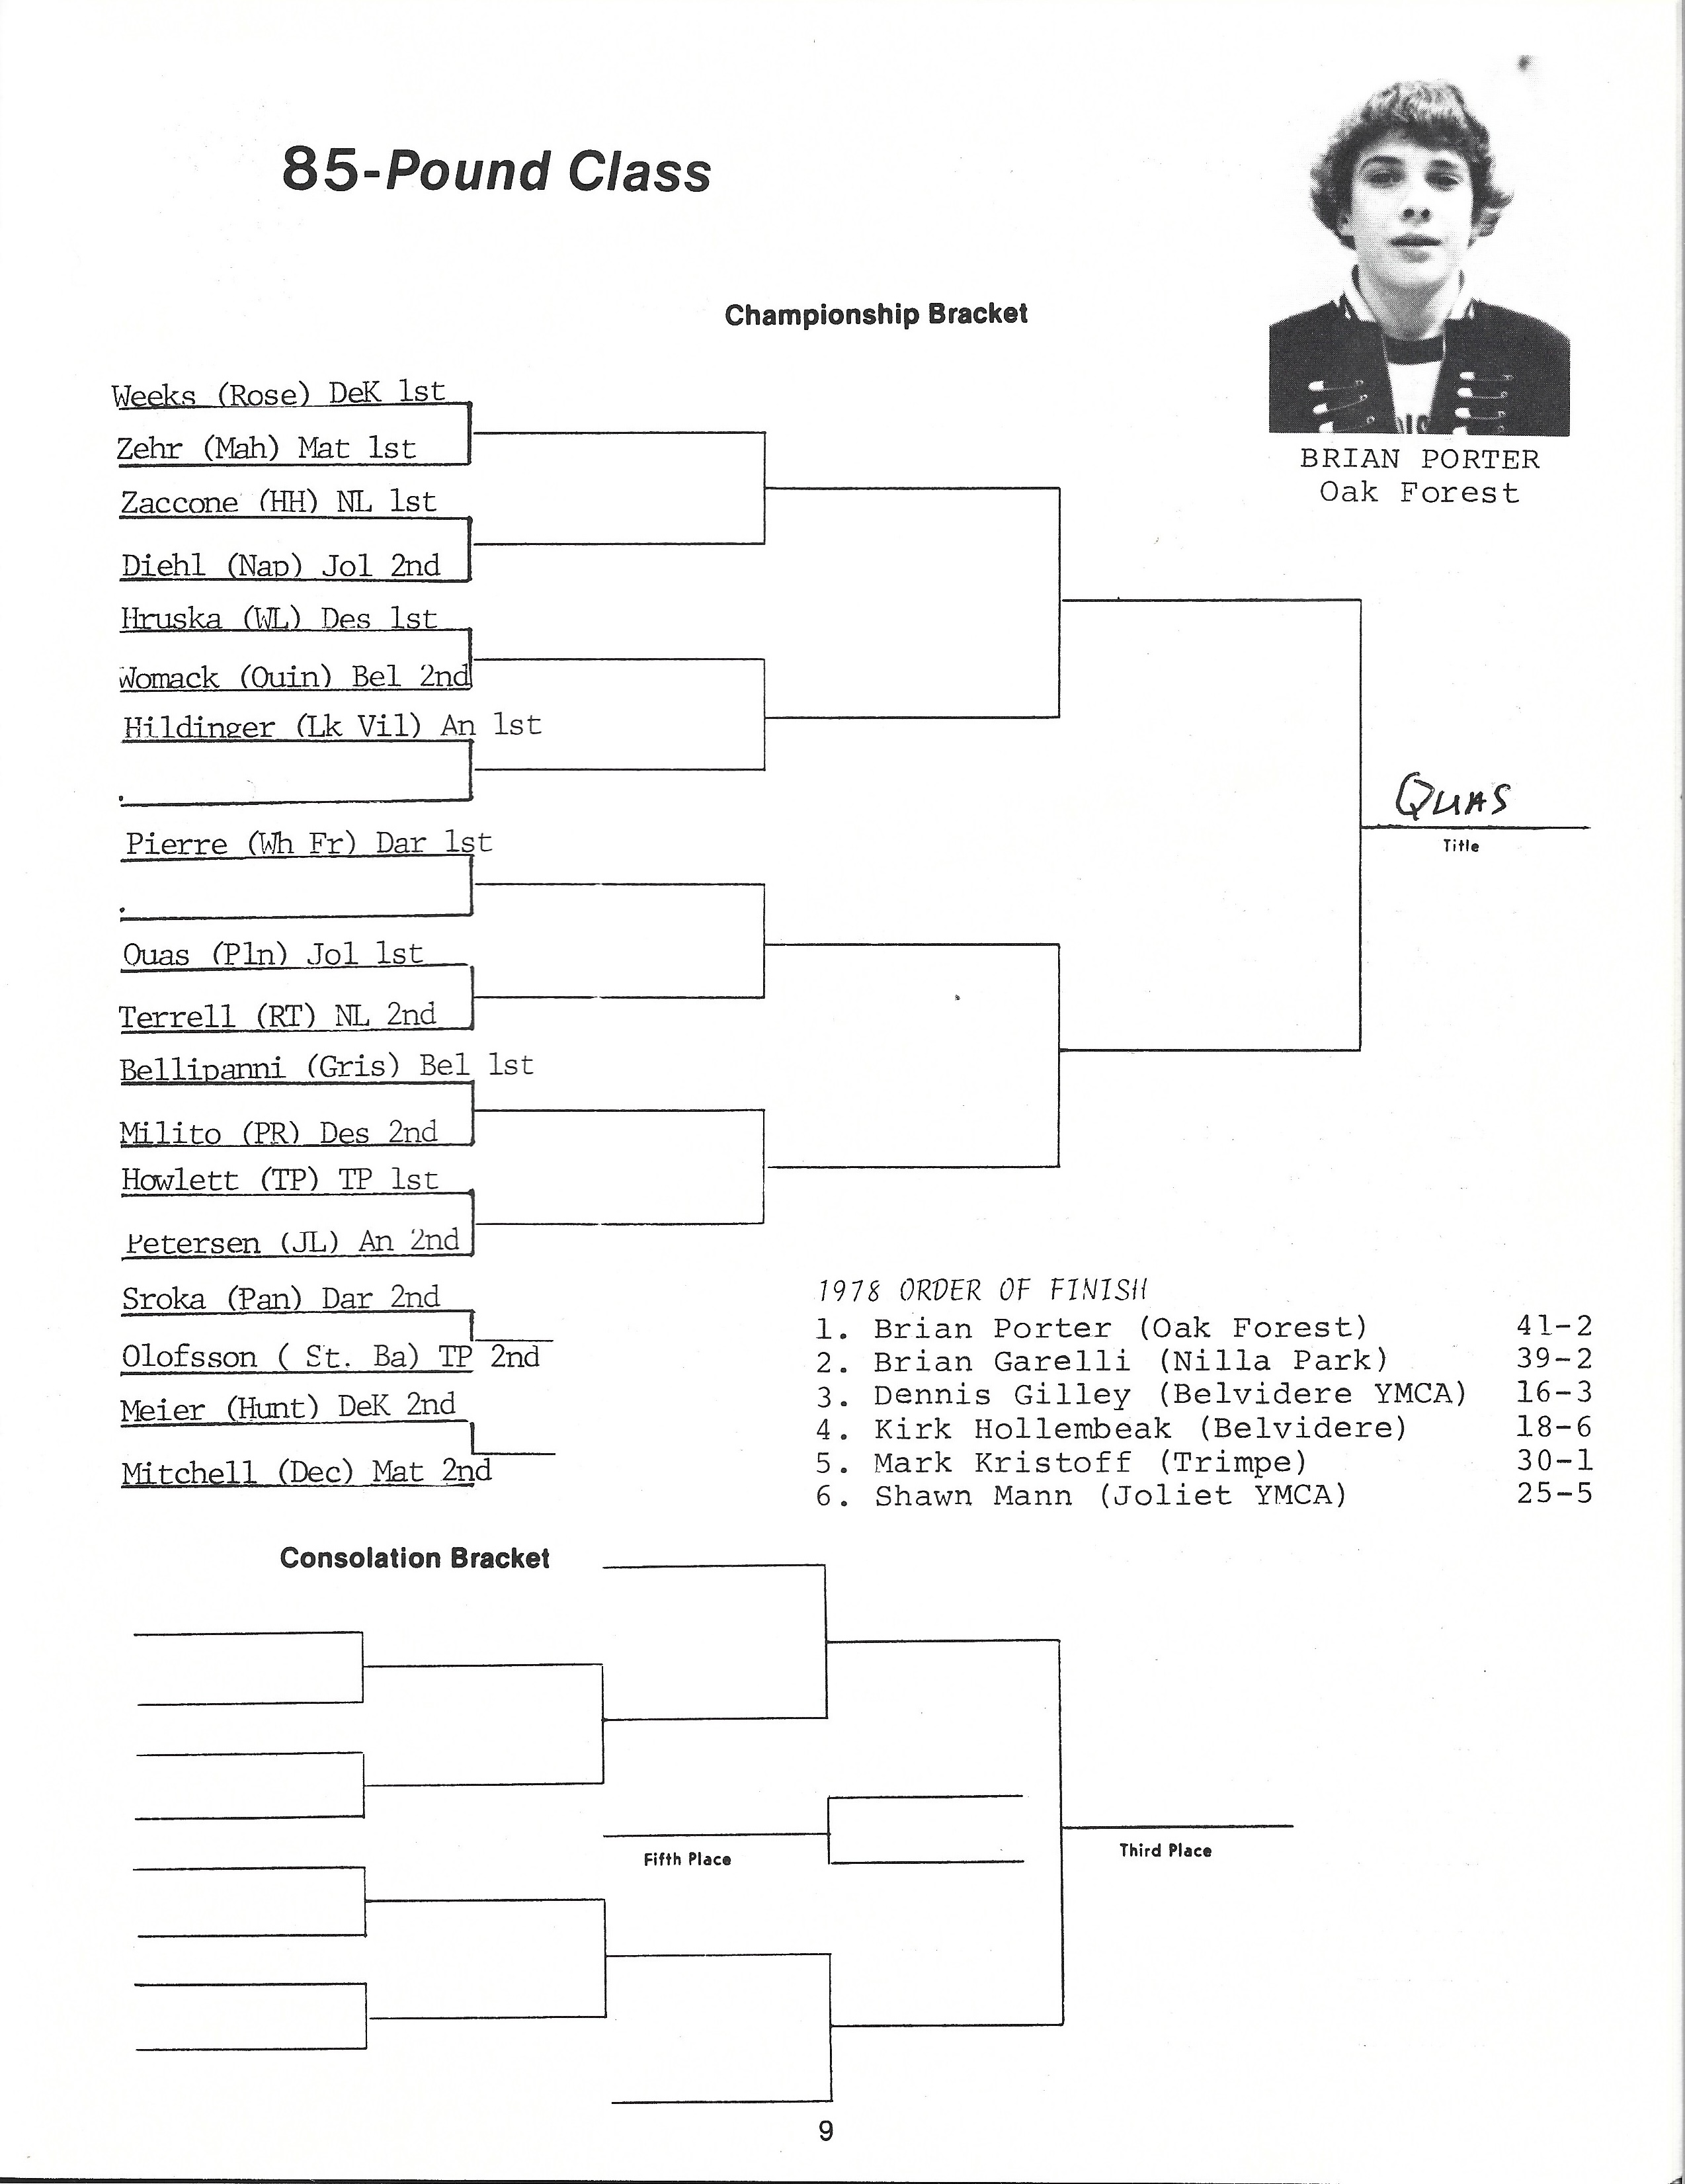 85-Pound Class
Championship Bracket
BRIAN PORTER
Oak Forest
Weeks (Rose) DeK 1st
Zehr (Mah) Mat 1st
Zaccone (HH) NL 1st
Diehl (Nap) Jol 2nd
Hruska (WL) Des 1st
Womack (Quin) Bel 2nd
Hildinger (Lk Vil) An 1st
Pierre (Wh Fr) Dar 1st
Quas (Pln) Jol 1st
Terrell (RT) NL 2nd
Bellipanni (Gris) Bel 1st
Milito (PR) Des 2nd
Howlett (TP) TP 1st
Petersen (JL) An 2nd
Sroka (Pan) Dar 2nd
Olofsson ( St. Ba) TP 2nd
Meier (Hunt) DeK 2nd
Mitchell (Dec) Mat 2nd
QUAS
Title
1978 ORDER OF FINISH
1. Brian Porter (Oak Forest) 41-2
2. Brian Garelli (Nilla Park) 39-2
3. Dennis Gilley (Belvidere YMCA) 16-3
4. Kirk Hollembeak (Belvidere) 18-6
5. Mark Kristoff (Trimpe) 30-1
6. Shawn Mann (Joliet YMCA) 25-5
Consolation Bracket
Fifth Place
Third Place
9